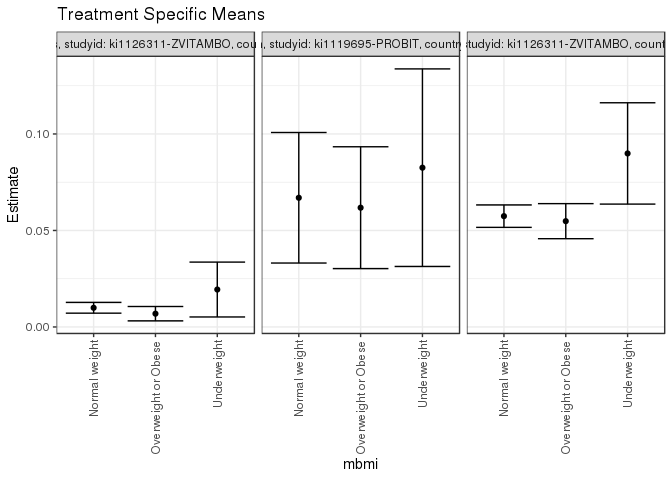 Treatment Specific Means
, studyid: ki1126311-ZVITAMBO, cou
, studyid: ki1119695-PROBIT, country
studyid: ki1126311-ZVITAMBO, count
Estimate
0.10
0.05
0.00
Normal weight
Overweight or Obese
Underweight
Normal weight
Overweight or Obese
Underweight
Normal weight
Overweight or Obese
Underweight
mbmi